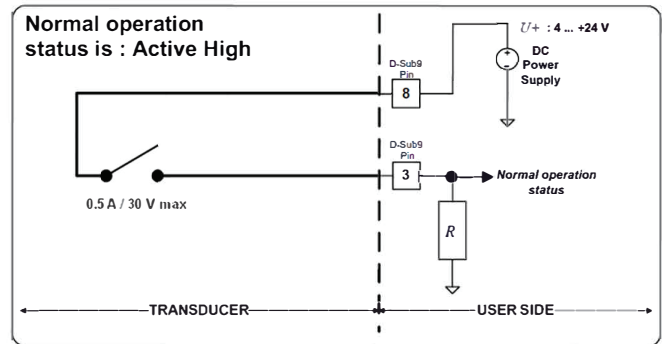 Normal operation
status is : Active High
U+ : 4 ... +24 V
DC
Power
Supply
+
-
D-Sub9
Pin
8
D-Sub9
Pin
3
Normal operation
status
0.5 A / 30 V max
R
TRANSDUCER
USER SIDE